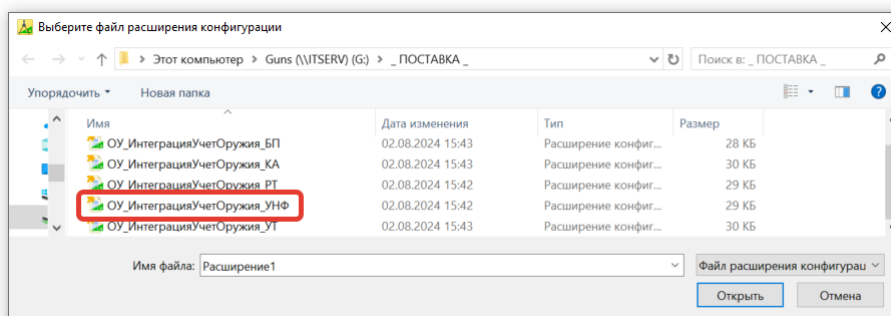 Выберите файл расширения конфигурации
Этот компьютер > Guns (\\ITSERV) (G:) > _ ПОСТАВКА _
Поиск в: _ ПОСТАВКА _
Упорядочить Новая папка
Имя Дата изменения Тип Размер
ОУ_ИнтеграцияУчетОружия_БП 02.08.2024 15:43 Расширение конфиг... 28 КБ
ОУ_ИнтеграцияУчетОружия_КА 02.08.2024 15:43 Расширение конфиг... 30 КБ
ОУ_ИнтеграцияУчетОружия_РТ 02.08.2024 15:42 Расширение конфиг... 29 КБ
ОУ_ИнтеграцияУчетОружия_УНФ 02.08.2024 15:42 Расширение конфиг... 29 КБ
ОУ_ИнтеграцияУчетОружия_УТ 02.08.2024 15:43 Расширение конфиг... 30 КБ
Имя файла: Расширение1 Файл расширения конфигурац
Открыть Отмена